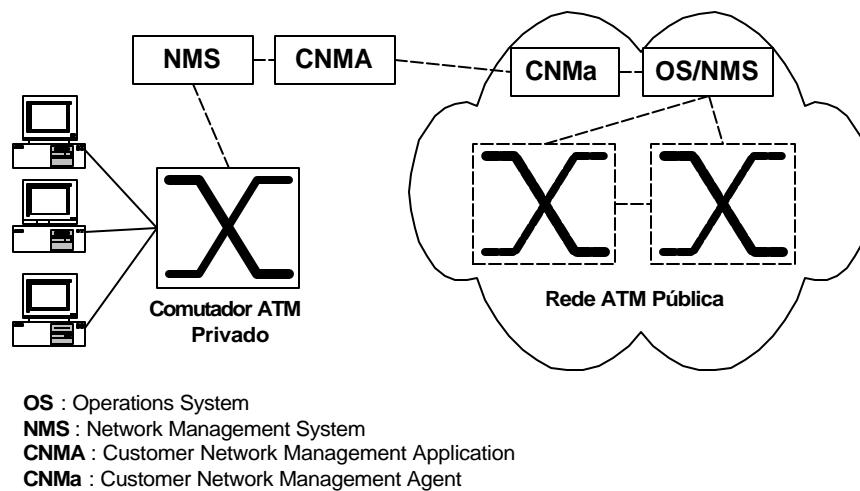 NMS
CNMA
CNMa
OS/NMS
Comutador ATM
Privado
Rede ATM Pública
OS : Operations System
NMS : Network Management System
CNMA : Customer Network Management Application
CNMa : Customer Network Management Agent